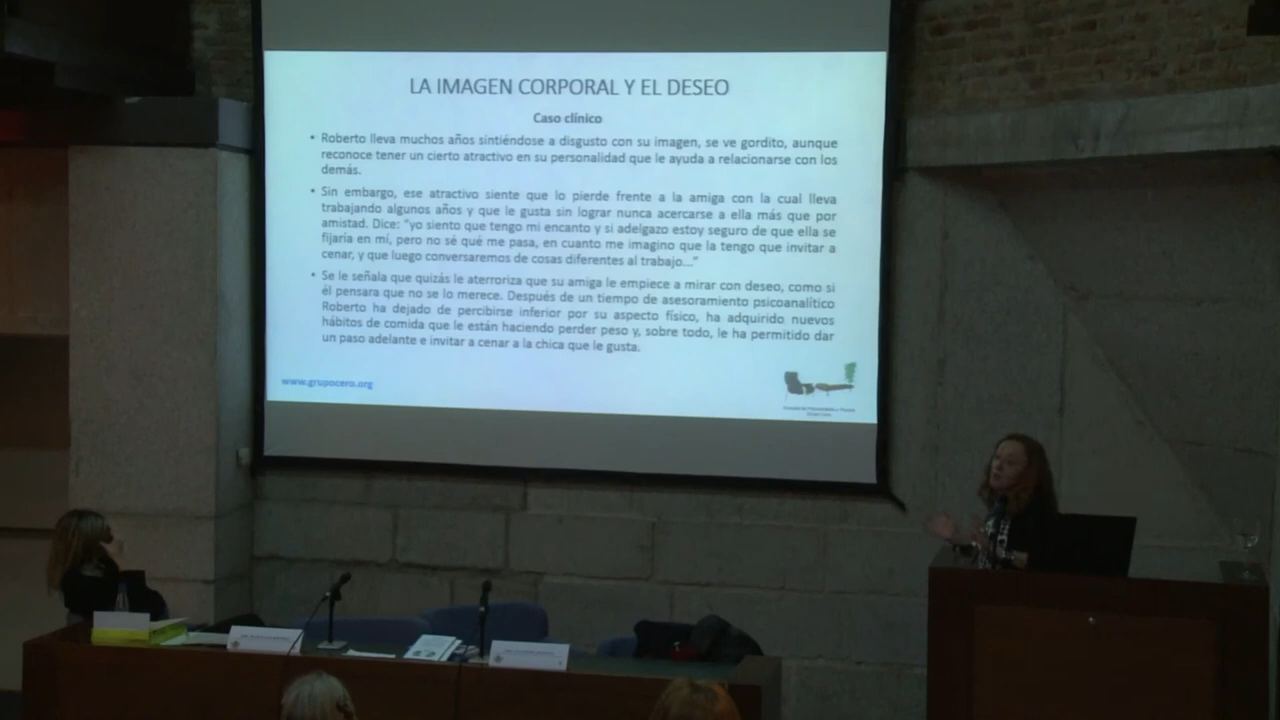 LA IMAGEN CORPORAL Y EL DESEO
Caso clínico
• Roberto lleva muchos años sintiéndose a disgusto con su imagen, se ve gordito, aunque
reconoce tener un cierto atractivo en su personalidad que le ayuda a relacionarse con los
demás.
• Sin embargo, ese atractivo siente que lo pierde frente a la amiga con la cual lleva
trabajando algunos años y que le gusta sin lograr nunca acercarse a ella más que por
amistad. Dice: "yo siento que tengo mi encanto y si adelgazo estoy seguro de que ella se
fijaría en mí, pero no sé qué me pasa, en cuanto me imagino que la tengo que invitar a
cenar, y que luego conversaremos de cosas diferentes al trabajo..."
• Se le señala que quizás le aterroriza que su amiga le empiece a mirar con deseo, como si
él pensara que no se lo merece. Después de un tiempo de asesoramiento psicoanalítico
Roberto ha dejado de percibirse inferior por su aspecto físico, ha adquirido nuevos
hábitos de comida que le están haciendo perder peso y, sobre todo, le ha permitido dar
un paso adelante e invitar a cenar a la chica que le gusta.
www.grupocero.org